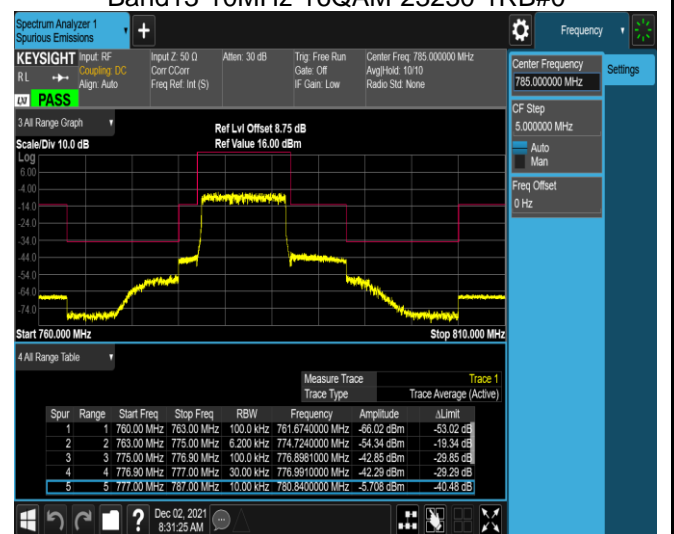 Band13-10MHz-16QAM-23230-1RB#0
Spectrum Analyzer 1
Spurious Emissions
Frequency
KEYSIGHT
Input: RF
Coupling: DC
Align: Auto
R L
Input Z: 50 Ω
Corr CCorr
Freq Ref: Int (S)
Atten: 30 dB
Trig: Free Run
Gate: Off
IF Gain: Low
Center Freq: 785.000000 MHz
Avg|Hold: 10/10
Radio Std: None
LXI PASS
Center Frequency
785.000000 MHz
Settings
CF Step
5.000000 MHz
Auto
Man
Freq Offset
0 Hz
3 All Range Graph
Ref Lvl Offset 8.75 dB
Scale/Div 10.0 dB
Ref Value 16.00 dBm
Log
6.00
-4.00
-14.0
-24.0
-34.0
-44.0
-54.0
-64.0
-74.0
Start 760.000 MHz
Stop 810.000 MHz
4 All Range Table
Measure Trace Trace 1
Trace Type Trace Average (Active)
Spur Range Start Freq Stop Freq RBW Frequency Amplitude ΔLimit
1 1 760.00 MHz 763.00 MHz 100.0 kHz 761.6740000 MHz -66.02 dBm -53.02 dB
2 2 763.00 MHz 775.00 MHz 6.200 kHz 774.7240000 MHz -54.34 dBm -19.34 dB
3 3 775.00 MHz 776.90 MHz 100.0 kHz 776.8981000 MHz -42.85 dBm -29.85 dB
4 4 776.90 MHz 777.00 MHz 30.00 kHz 776.9910000 MHz -42.29 dBm -29.29 dB
5 5 777.00 MHz 787.00 MHz 10.00 kHz 780.8400000 MHz -5.708 dBm -40.48 dB
?
Dec 02, 2021
8:31:25 AM